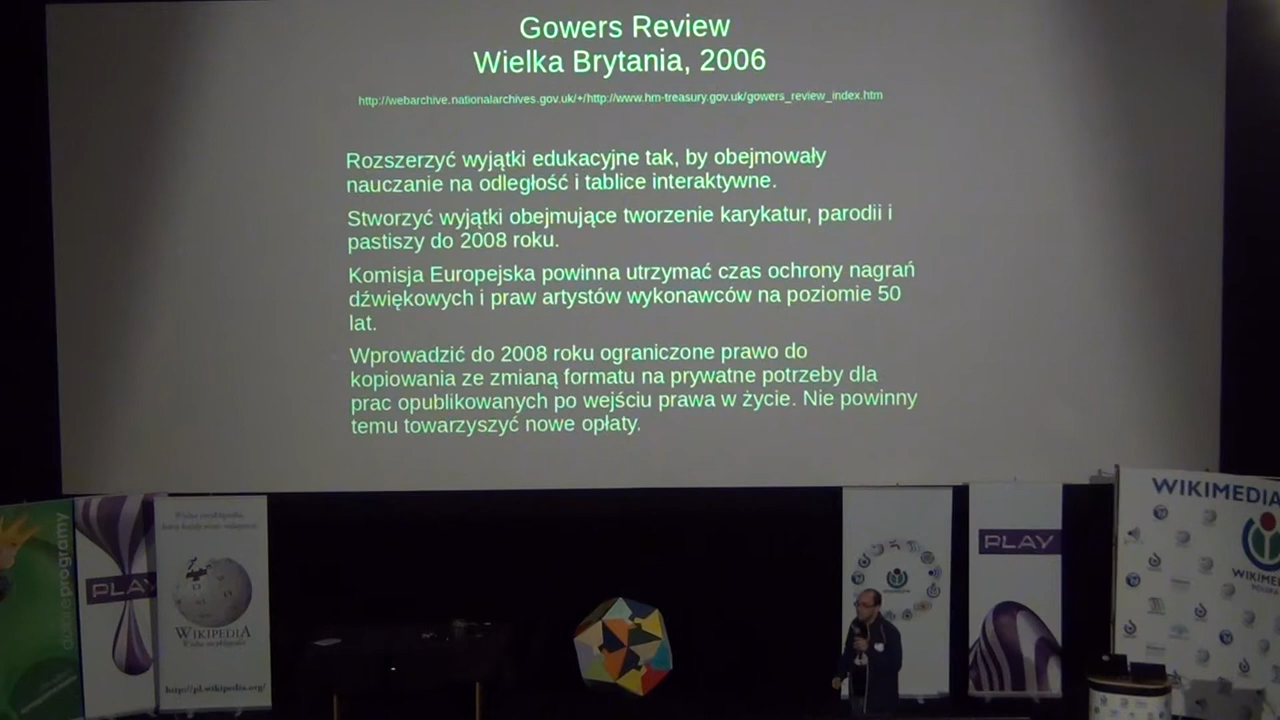 Gowers Review
Wielka Brytania, 2006
http://webarchive.nationalarchives.gov.uk/+/http://www.hm-treasury.gov.uk/gowers_review_index.htm
Rozszerzyć wyjątki edukacyjne tak, by obejmowały
nauczanie na odległość i tablice interaktywne.
Stworzyć wyjątki obejmujące tworzenie karykatur, parodii i
pastiszy do 2008 roku.
Komisja Europejska powinna utrzymać czas ochrony nagrań
dźwiękowych i praw artystów wykonawców na poziomie 50
lat.
Wprowadzić do 2008 roku ograniczone prawo do
kopiowania ze zmianą formatu na prywatne potrzeby dla
prac opublikowanych po wejściu prawa w życie. Nie powinny
temu towarzyszyć nowe opłaty.
dobreprogramy
PLAY
WIKIPEDIA
Wolna encyklopedia
http://pl.wikipedia.org/
WIKIMEDIA
PLAY
WIKIMEDIA